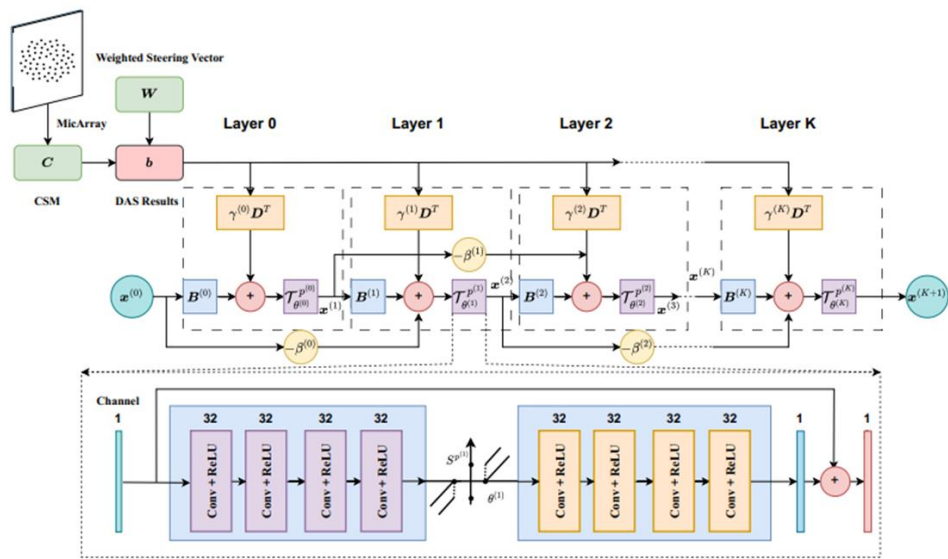 Weighted Steering Vector
W
MicArray
Layer 0 Layer 1 Layer 2 Layer K
C b
CSM DAS Results
γ^{(0)}D^T γ^{(1)}D^T γ^{(2)}D^T γ^{(K)}D^T
−β^{(1)}
x^{(0)} B^{(0)} + 𝒯^{p^{(0)}}_{θ^{(0)}} x^{(1)} B^{(1)} + 𝒯^{p^{(1)}}_{θ^{(1)}} x^{(2)} B^{(2)} + 𝒯^{p^{(2)}}_{θ^{(2)}} x^{(3)} x^{(K)} B^{(K)} + 𝒯^{p^{(K)}}_{θ^{(K)}} x^{(K+1)}
−β^{(0)} −β^{(2)}
Channel
1 32 32 32 32 32 32 32 32 1 1
Conv + ReLU
Conv + ReLU
Conv + ReLU
Conv + ReLU
S^{p^{(1)}}
θ^{(1)}
Conv + ReLU
Conv + ReLU
Conv + ReLU
Conv + ReLU
+